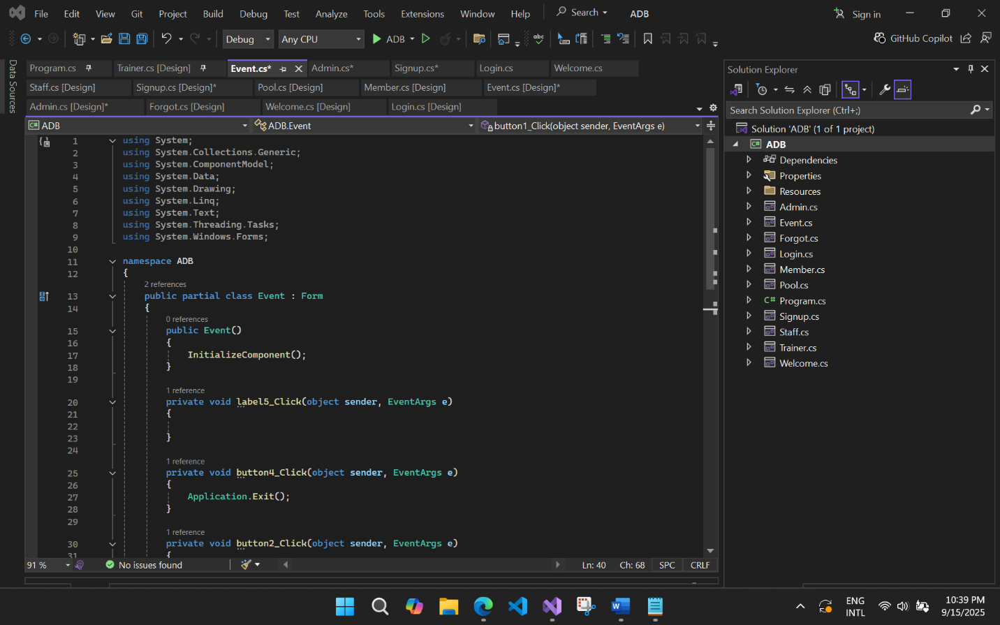 File Edit View Git Project Build Debug Test Analyze Tools Extensions Window Help Search ADB Sign in
Debug Any CPU ADB abc GitHub Copilot
Data Sources
Program.cs Trainer.cs [Design] Event.cs* Admin.cs* Signup.cs* Login.cs Welcome.cs
Staff.cs [Design] Signup.cs [Design]* Pool.cs [Design] Member.cs [Design] Event.cs [Design]*
Admin.cs [Design]* Forgot.cs [Design] Welcome.cs [Design] Login.cs [Design]
C# ADB ADB.Event button1_Click(object sender, EventArgs e)
1 using System;
2 using System.Collections.Generic;
3 using System.ComponentModel;
4 using System.Data;
5 using System.Drawing;
6 using System.Linq;
7 using System.Text;
8 using System.Threading.Tasks;
9 using System.Windows.Forms;
10
11 namespace ADB
12 {
2 references
13 public partial class Event : Form
14 {
0 references
15 public Event()
16 {
17 InitializeComponent();
18 }
19
1 reference
20 private void label5_Click(object sender, EventArgs e)
21 {
22
23 }
24
1 reference
25 private void button4_Click(object sender, EventArgs e)
26 {
27 Application.Exit();
28 }
29
1 reference
30 private void button2_Click(object sender, EventArgs e)
31 {
91 % No issues found Ln: 40 Ch: 68 SPC CRLF
Solution Explorer
Search Solution Explorer (Ctrl+;)
Solution 'ADB' (1 of 1 project)
C# ADB
Dependencies
Properties
Resources
Admin.cs
Event.cs
Forgot.cs
Login.cs
Member.cs
Pool.cs
C# Program.cs
Signup.cs
Staff.cs
Trainer.cs
Welcome.cs
W
ENG
INTL
10:39 PM
9/15/2025